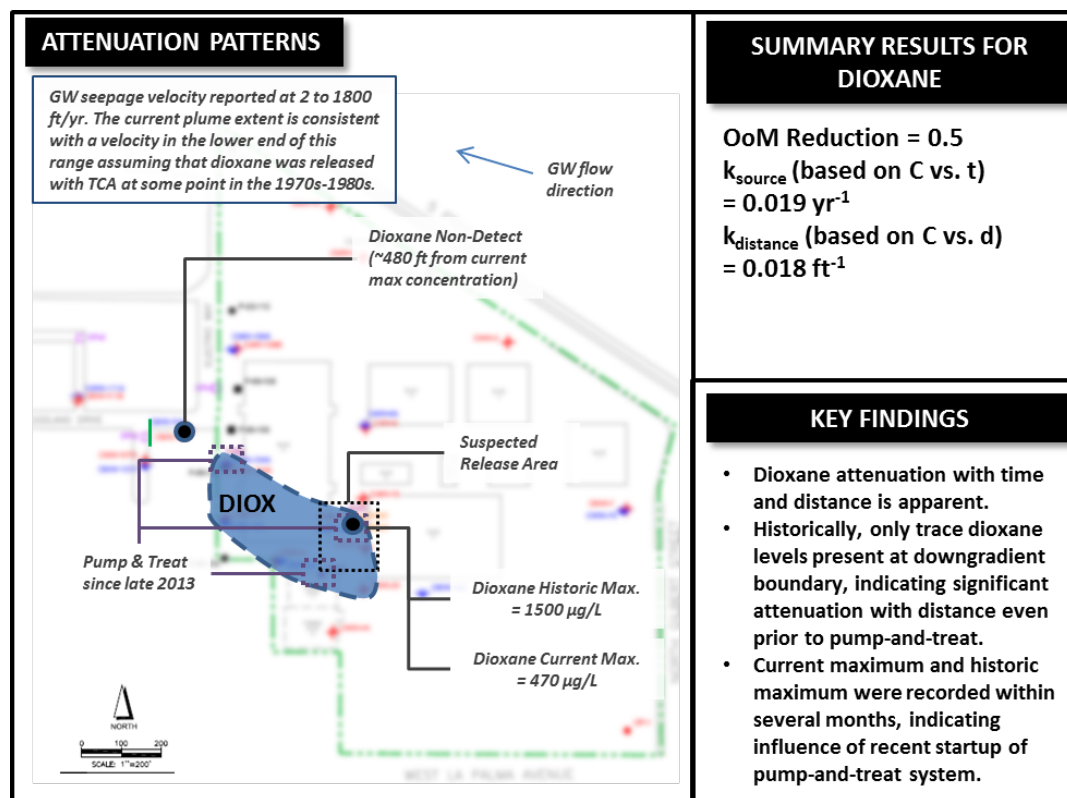 ATTENUATION PATTERNS
GW seepage velocity reported at 2 to 1800
ft/yr. The current plume extent is consistent
with a velocity in the lower end of this
range assuming that dioxane was released
with TCA at some point in the 1970s-1980s.
GW flow
direction
Dioxane Non-Detect
(~480 ft from current
max concentration)
Suspected
Release Area
DIOX
Pump & Treat
since late 2013
Dioxane Historic Max.
= 1500 µg/L
Dioxane Current Max.
= 470 µg/L
NORTH
0 100 200
SCALE: 1"=200'
WEST LA PALMA AVENUE
SUMMARY RESULTS FOR
DIOXANE
OoM Reduction = 0.5
ksource (based on C vs. t)
= 0.019 yr-1
kdistance (based on C vs. d)
= 0.018 ft-1
KEY FINDINGS
• Dioxane attenuation with time
and distance is apparent.
• Historically, only trace dioxane
levels present at downgradient
boundary, indicating significant
attenuation with distance even
prior to pump-and-treat.
• Current maximum and historic
maximum were recorded within
several months, indicating
influence of recent startup of
pump-and-treat system.